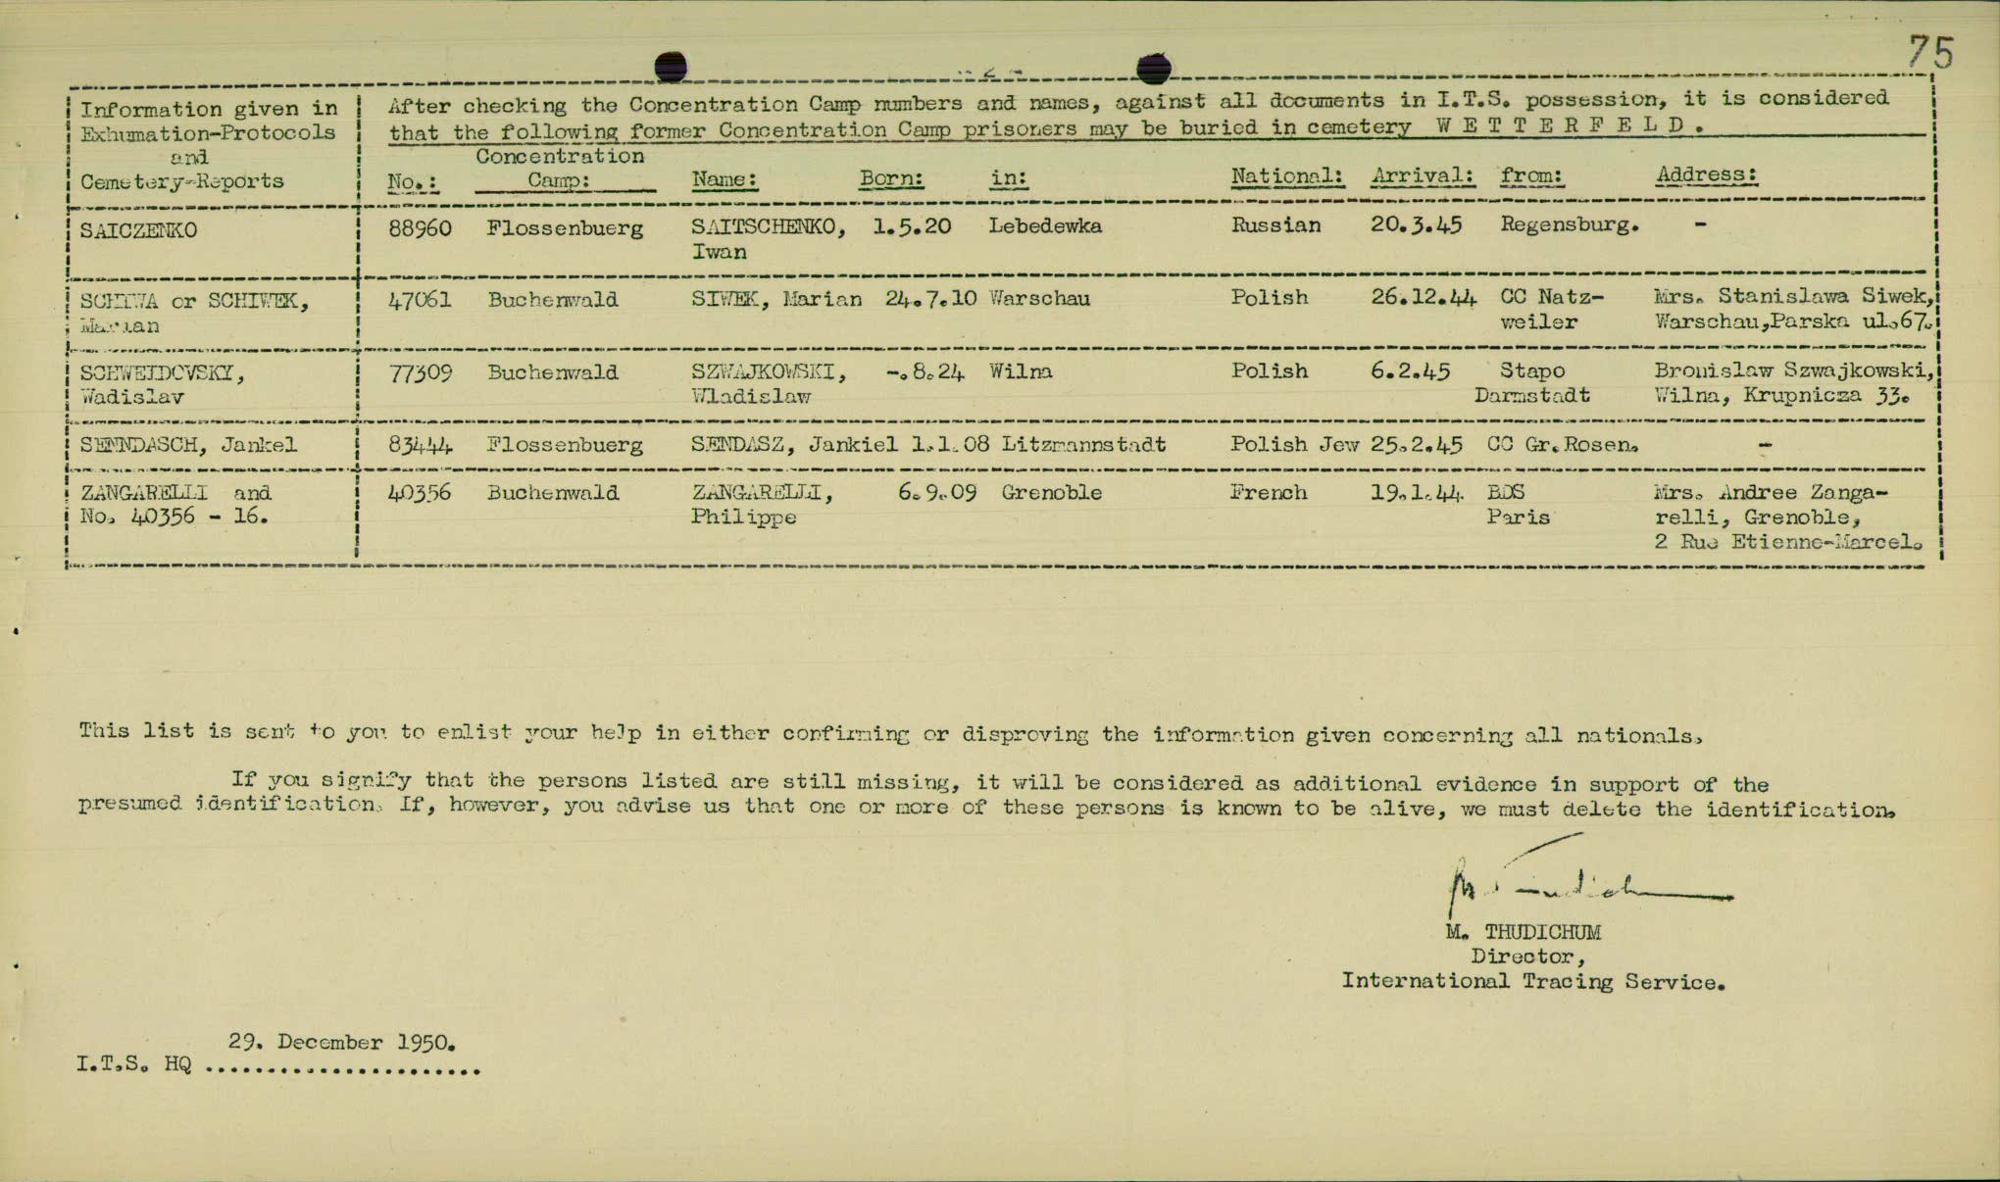 75
- 2 -
Information given in
Exhumation-Protocols
and
Cemetery-Reports
After checking the Concentration Camp numbers and names, against all documents in I.T.S. possession, it is considered
that the following former Concentration Camp prisoners may be buried in cemetery W E T T E R F E L D .
No.: Concentration Camp: Name: Born: in: National: Arrival: from: Address:
SAICZENKO 88960 Flossenbuerg SAITSCHENKO, 1.5.20 Lebedewka Russian 20.3.45 Regensburg. -
Iwan
SCHIWA or SCHIWEK, 47061 Buchenwald SIWEK, Marian 24.7.10 Warschau Polish 26.12.44 CC Natz- Mrs. Stanislawa Siwek,
Marian weiler Warschau,Parska ul.67.
SCHWEIDOVSKY, 77309 Buchenwald SZWAJKOWSKI, -.8.24 Wilna Polish 6.2.45 Stapo Bronislaw Szwajkowski,
Wadislav Wladislaw Darmstadt Wilna, Krupnicza 33.
SENNDASCH, Jankel 83444 Flossenbuerg SENDASZ, Jankiel 1.1.08 Litzmannstadt Polish Jew 25.2.45 CC Gr.Rosen. -
ZANGARELLI and 40356 Buchenwald ZANGARELLI, 6.9.09 Grenoble French 19.1.44. BDS Mrs. Andree Zanga-
No. 40356 - 16. Philippe Paris relli, Grenoble,
2 Rue Etienne-Marcel.
This list is sent to you to enlist your help in either confirming or disproving the information given concerning all nationals.
If you signify that the persons listed are still missing, it will be considered as additional evidence in support of the
presumed identification. If, however, you advise us that one or more of these persons is known to be alive, we must delete the identification.
M. Thudichum
M. THUDICHUM
Director,
International Tracing Service.
29. December 1950.
I.T.S. HQ .......................